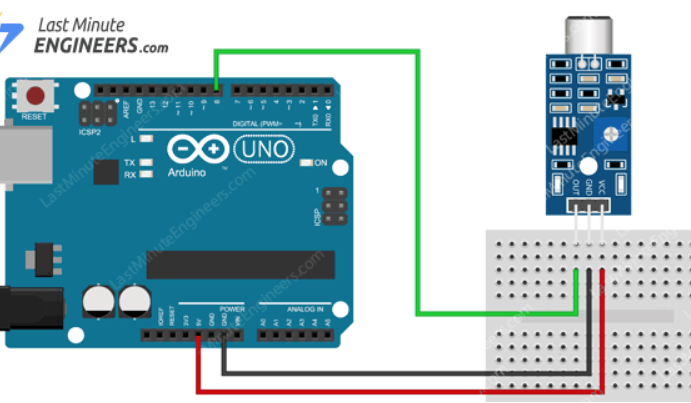 Last Minute
ENGINEERS.com
RESET
ICSP2
AREF
GND
13
12
~11
~10
~9
8
7
~6
~5
4
~3
2
TX0 ▶ 1
RX0 ◀ 0
DIGITAL (PWM~)
L
TX
RX
Arduino
UNO
ON
1
ICSP
IOREF
RESET
3V3
5V
GND
GND
VIN
POWER
ANALOG IN
A0
A1
A2
A3
A4
A5
OUT
GND
VCC
LastMinuteEngineers.com
LastMinuteEngineers.com